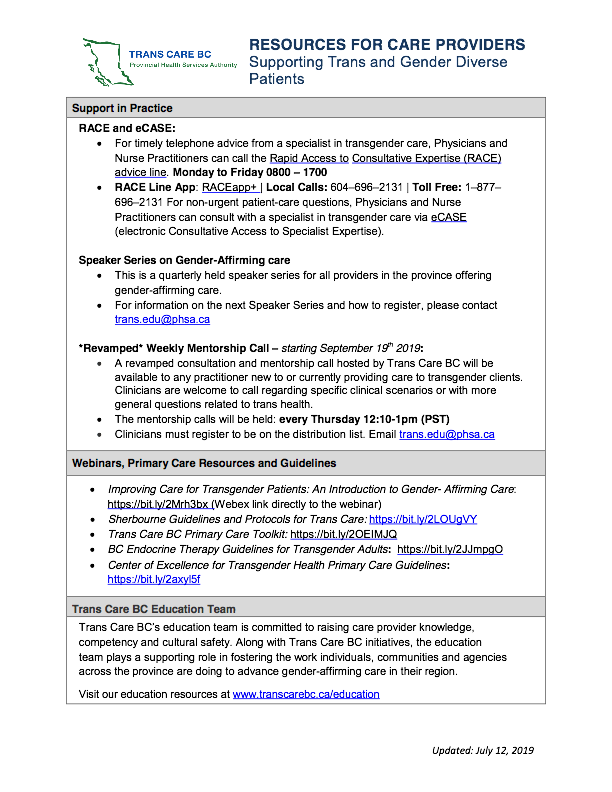 TRANS CARE BC
Provincial Health Services Authority
RESOURCES FOR CARE PROVIDERS
Supporting Trans and Gender Diverse
Patients
Support in Practice
RACE and eCASE:
• For timely telephone advice from a specialist in transgender care, Physicians and
Nurse Practitioners can call the Rapid Access to Consultative Expertise (RACE)
advice line. Monday to Friday 0800 – 1700
• RACE Line App: RACEapp+ | Local Calls: 604–696–2131 | Toll Free: 1–877–
696–2131 For non-urgent patient-care questions, Physicians and Nurse
Practitioners can consult with a specialist in transgender care via eCASE
(electronic Consultative Access to Specialist Expertise).
Speaker Series on Gender-Affirming care
• This is a quarterly held speaker series for all providers in the province offering
gender-affirming care.
• For information on the next Speaker Series and how to register, please contact
trans.edu@phsa.ca
*Revamped* Weekly Mentorship Call – starting September 19th 2019:
• A revamped consultation and mentorship call hosted by Trans Care BC will be
available to any practitioner new to or currently providing care to transgender clients.
Clinicians are welcome to call regarding specific clinical scenarios or with more
general questions related to trans health.
• The mentorship calls will be held: every Thursday 12:10-1pm (PST)
• Clinicians must register to be on the distribution list. Email trans.edu@phsa.ca
Webinars, Primary Care Resources and Guidelines
• Improving Care for Transgender Patients: An Introduction to Gender- Affirming Care:
https://bit.ly/2Mrh3bx (Webex link directly to the webinar)
• Sherbourne Guidelines and Protocols for Trans Care: https://bit.ly/2LOUgVY
• Trans Care BC Primary Care Toolkit: https://bit.ly/2OEIMJQ
• BC Endocrine Therapy Guidelines for Transgender Adults: https://bit.ly/2JJmpgO
• Center of Excellence for Transgender Health Primary Care Guidelines:
https://bit.ly/2axyl5f
Trans Care BC Education Team
Trans Care BC's education team is committed to raising care provider knowledge,
competency and cultural safety. Along with Trans Care BC initiatives, the education
team plays a supporting role in fostering the work individuals, communities and agencies
across the province are doing to advance gender-affirming care in their region.
Visit our education resources at www.transcarebc.ca/education
Updated: July 12, 2019